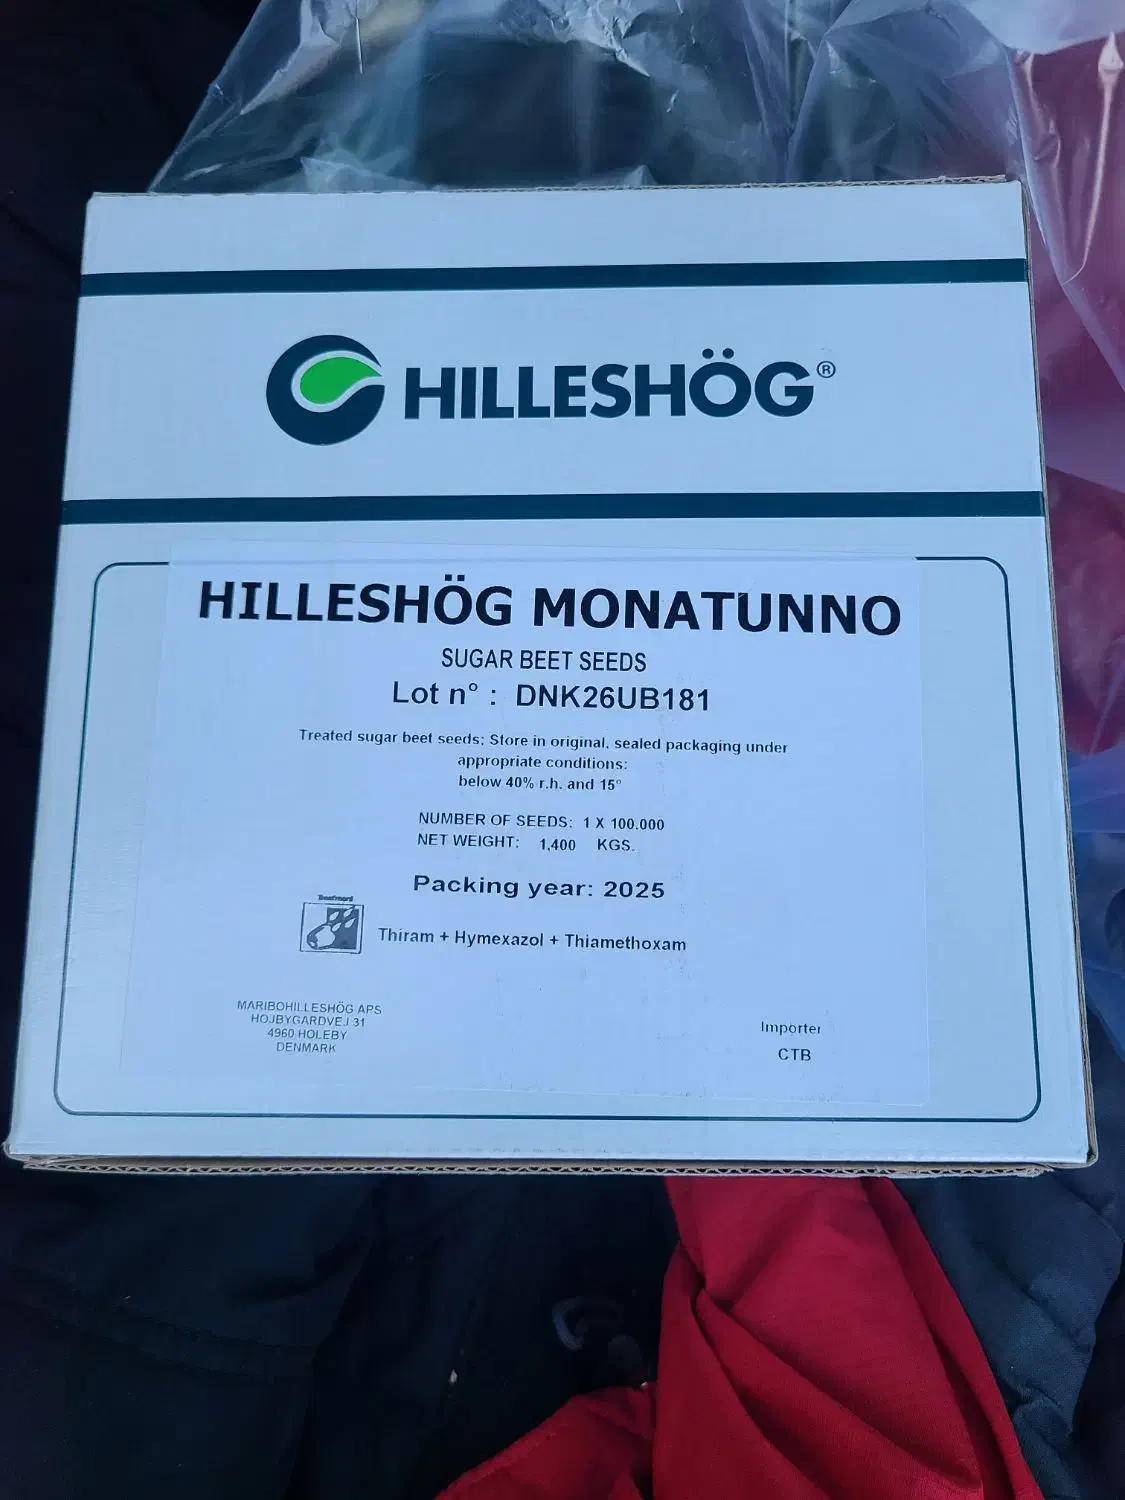 HILLESHÖG®
HILLESHÖG MONATUNNO
SUGAR BEET SEEDS
Lot n° : DNK26UB181
Treated sugar beet seeds; Store in original, sealed packaging under
appropriate conditions:
below 40% r.h. and 15°
NUMBER OF SEEDS: 1 X 100.000
NET WEIGHT: 1,400 KGS.
Packing year: 2025
Thiram + Hymexazol + Thiamethoxam
MARIBOHILLESHÖG APS
HOJBYGARDVEJ 31
4960 HOLEBY
DENMARK
Importer
CTB